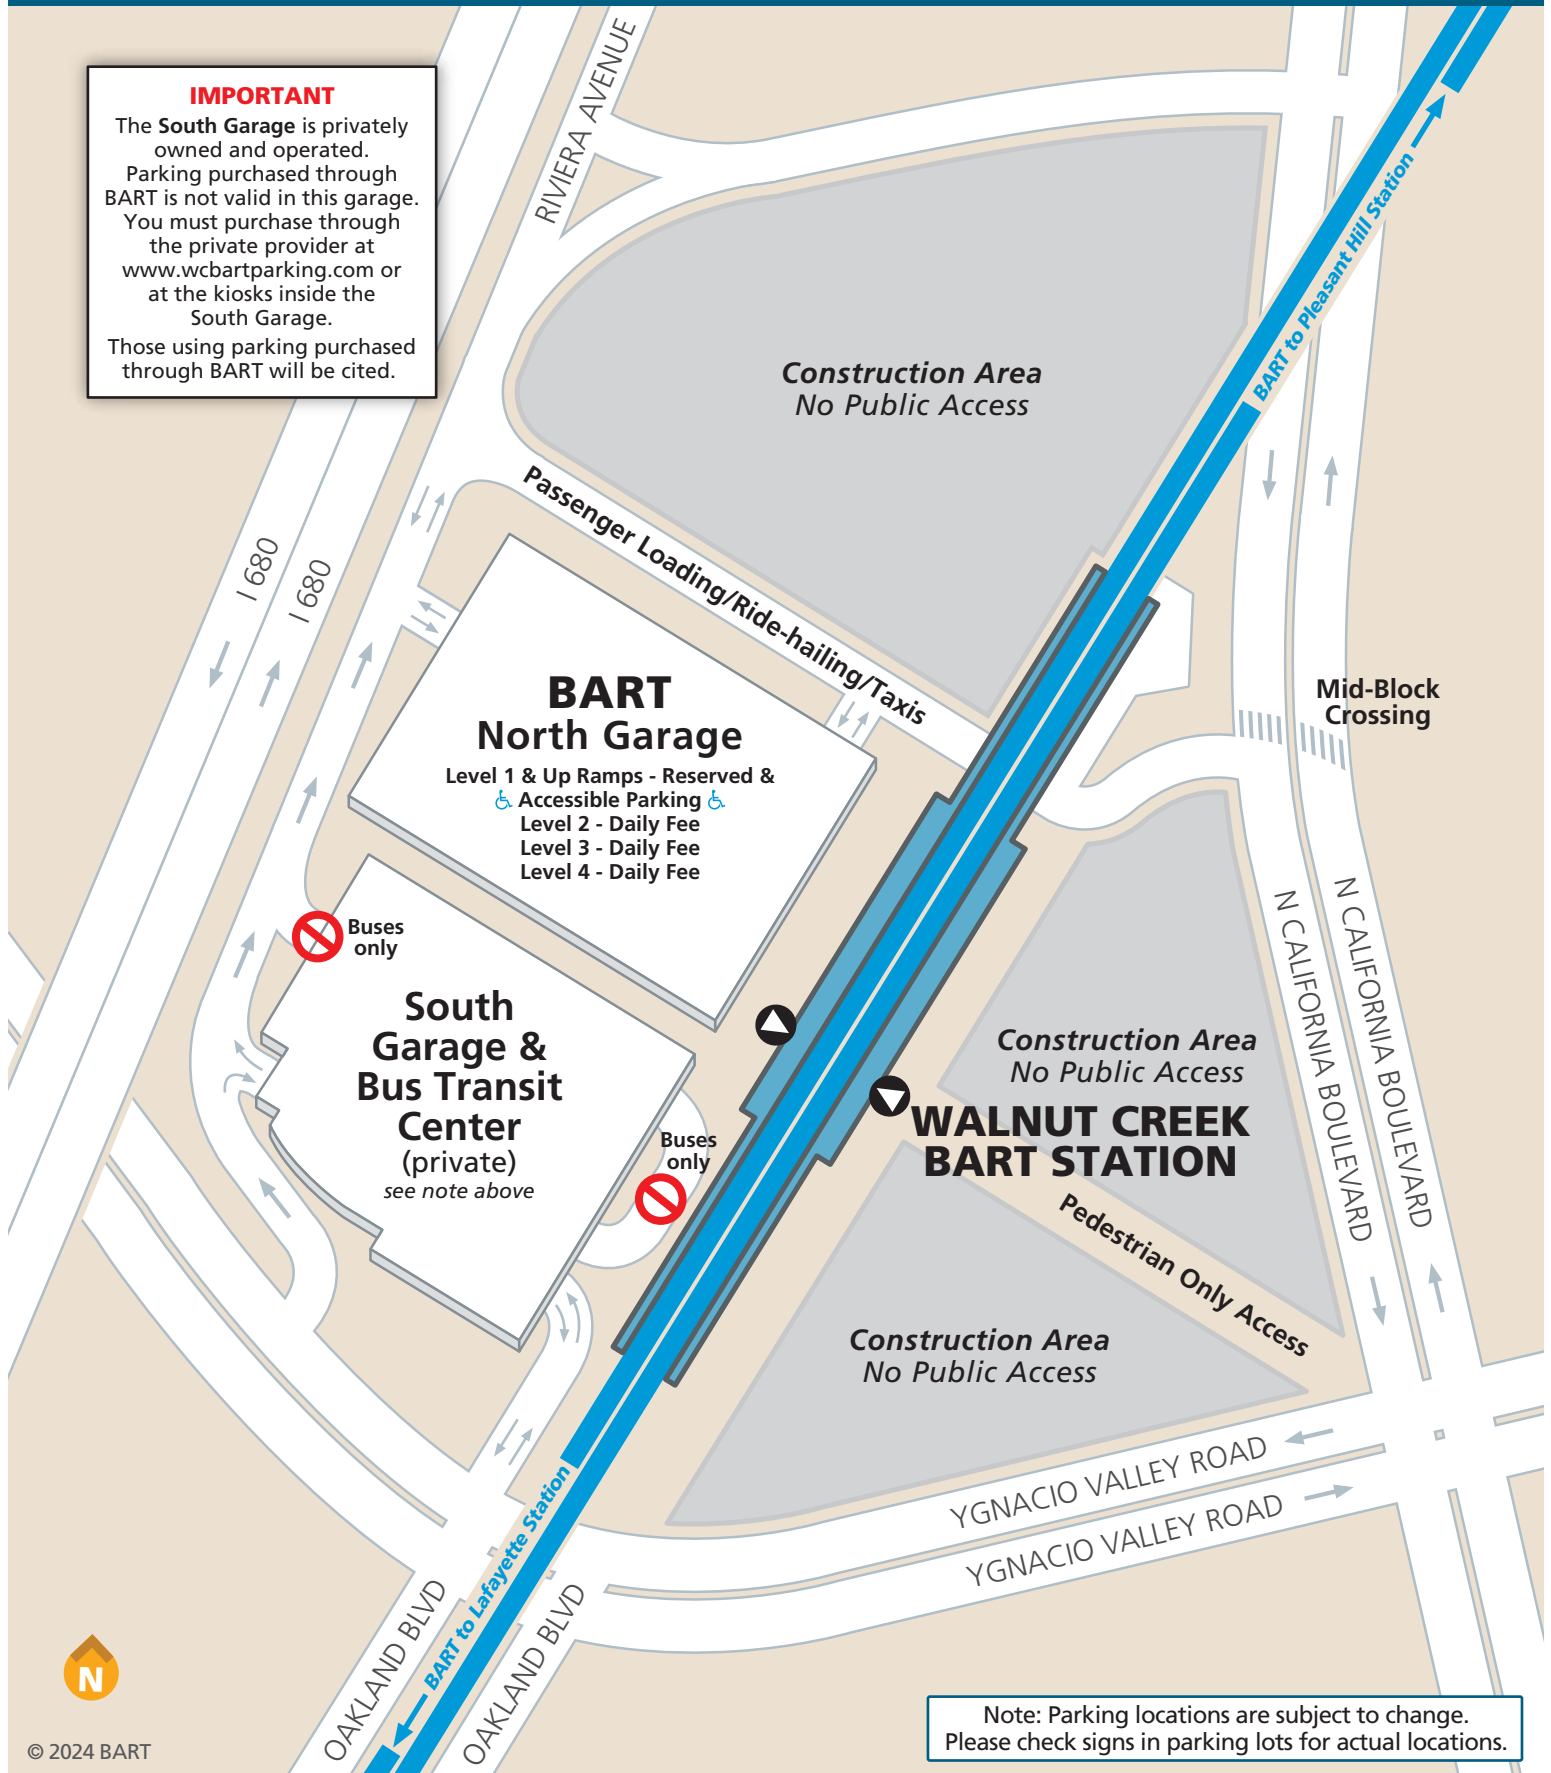 IMPORTANT
The South Garage is privately
owned and operated.
Parking purchased through
BART is not valid in this garage.
You must purchase through
the private provider at
www.wcbartparking.com or
at the kiosks inside the
South Garage.
Those using parking purchased
through BART will be cited.
RIVIERA AVENUE
BART to Pleasant Hill Station
Construction Area
No Public Access
Passenger Loading/Ride-hailing/Taxis
I 680
I 680
BART
North Garage
Level 1 & Up Ramps - Reserved &
Accessible Parking
Level 2 - Daily Fee
Level 3 - Daily Fee
Level 4 - Daily Fee
Mid-Block
Crossing
Buses
only
South
Garage &
Bus Transit
Center
(private)
see note above
Buses
only
N CALIFORNIA BOULEVARD
N CALIFORNIA BOULEVARD
Construction Area
No Public Access
WALNUT CREEK
BART STATION
Pedestrian Only Access
Construction Area
No Public Access
YGNACIO VALLEY ROAD
YGNACIO VALLEY ROAD
BART to Lafayette Station
OAKLAND BLVD
OAKLAND BLVD
N
© 2024 BART
Note: Parking locations are subject to change.
Please check signs in parking lots for actual locations.